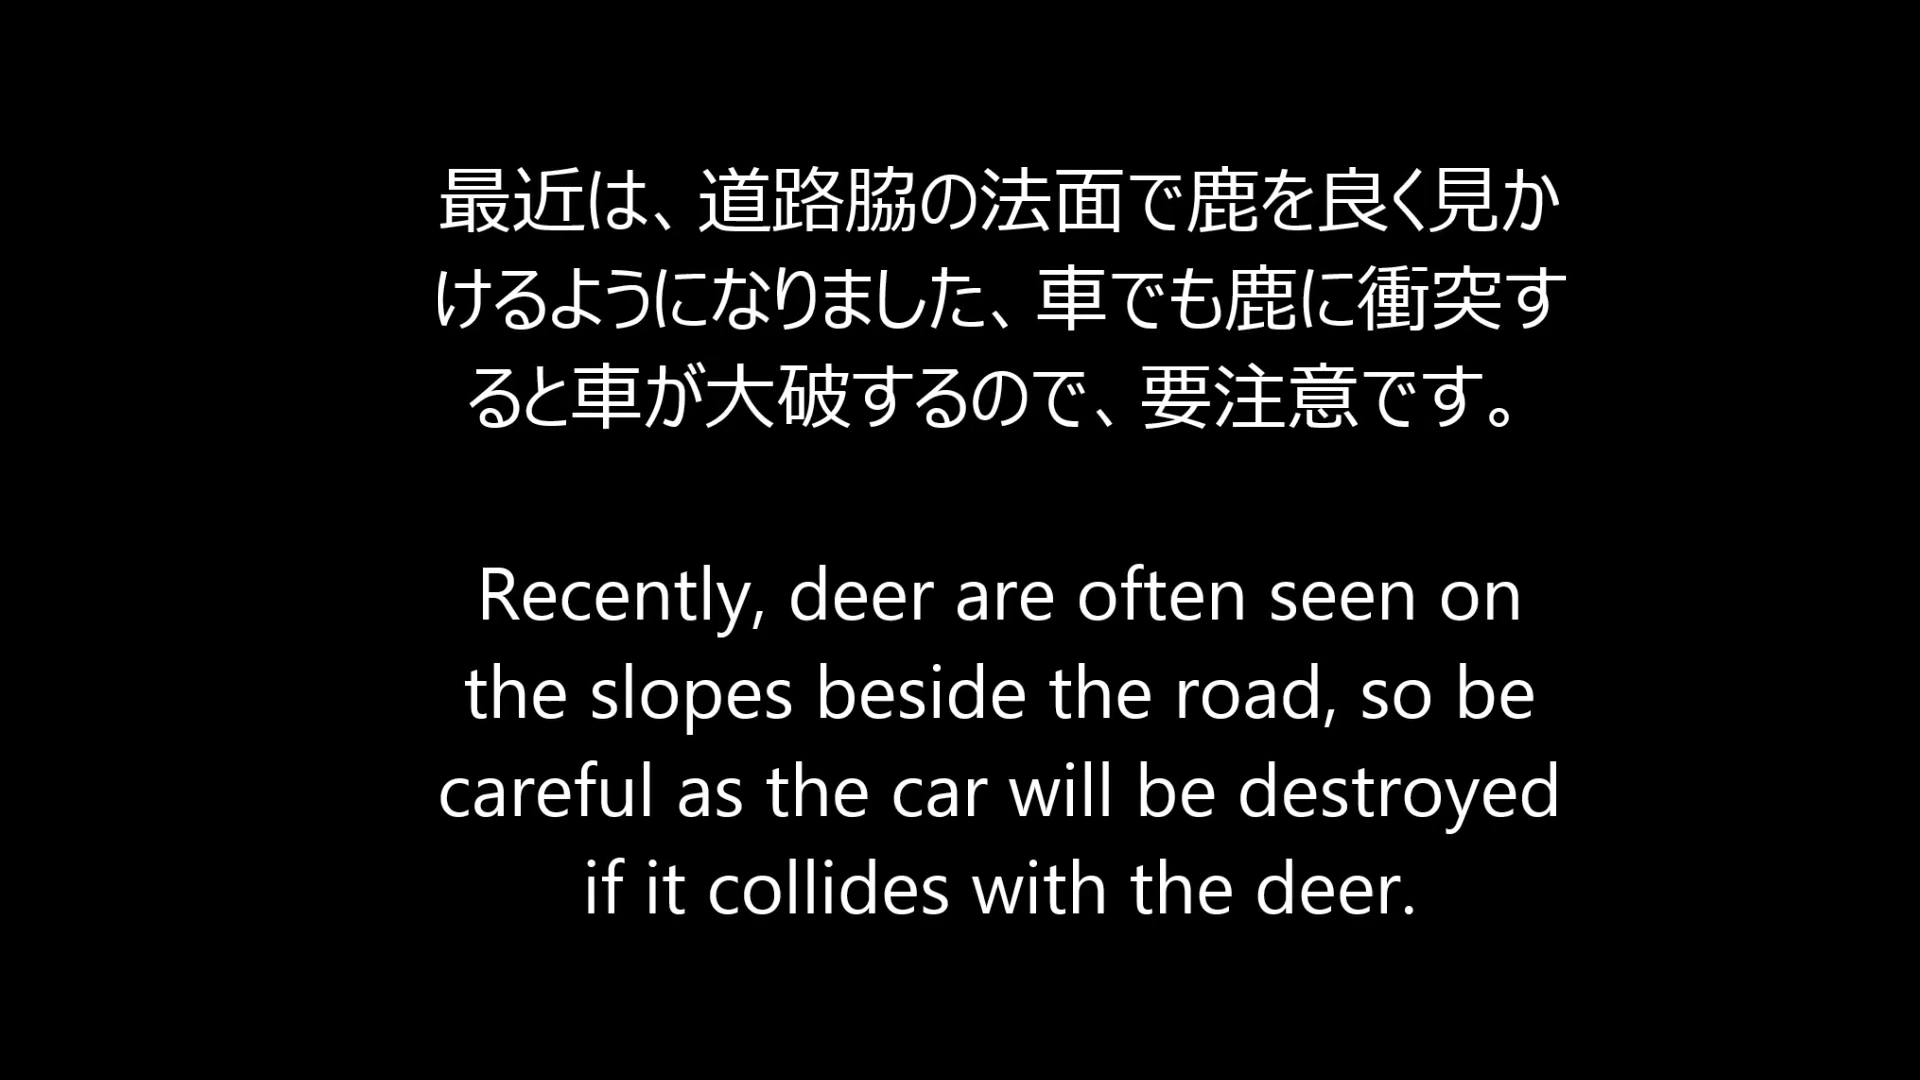 最近は、道路脇の法面で鹿を良く見か
けるようになりました、車でも鹿に衝突す
ると車が大破するので、要注意です。
Recently, deer are often seen on
the slopes beside the road, so be
careful as the car will be destroyed
if it collides with the deer.